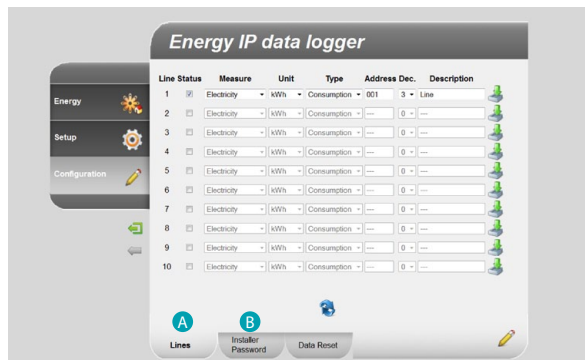 Energy IP data logger
Line Status Measure Unit Type Address Dec. Description
1 Electricity kWh Consumption 001 3 Line
2 Electricity kWh Consumption --- 0 ---
3 Electricity kWh Consumption --- 0 ---
4 Electricity kWh Consumption --- 0 ---
5 Electricity kWh Consumption --- 0 ---
6 Electricity kWh Consumption --- 0 ---
7 Electricity kWh Consumption --- 0 ---
8 Electricity kWh Consumption --- 0 ---
9 Electricity kWh Consumption --- 0 ---
10 Electricity kWh Consumption --- 0 ---
Energy
Setup
Configuration
A
B
Lines
Installer
Password
Data Reset